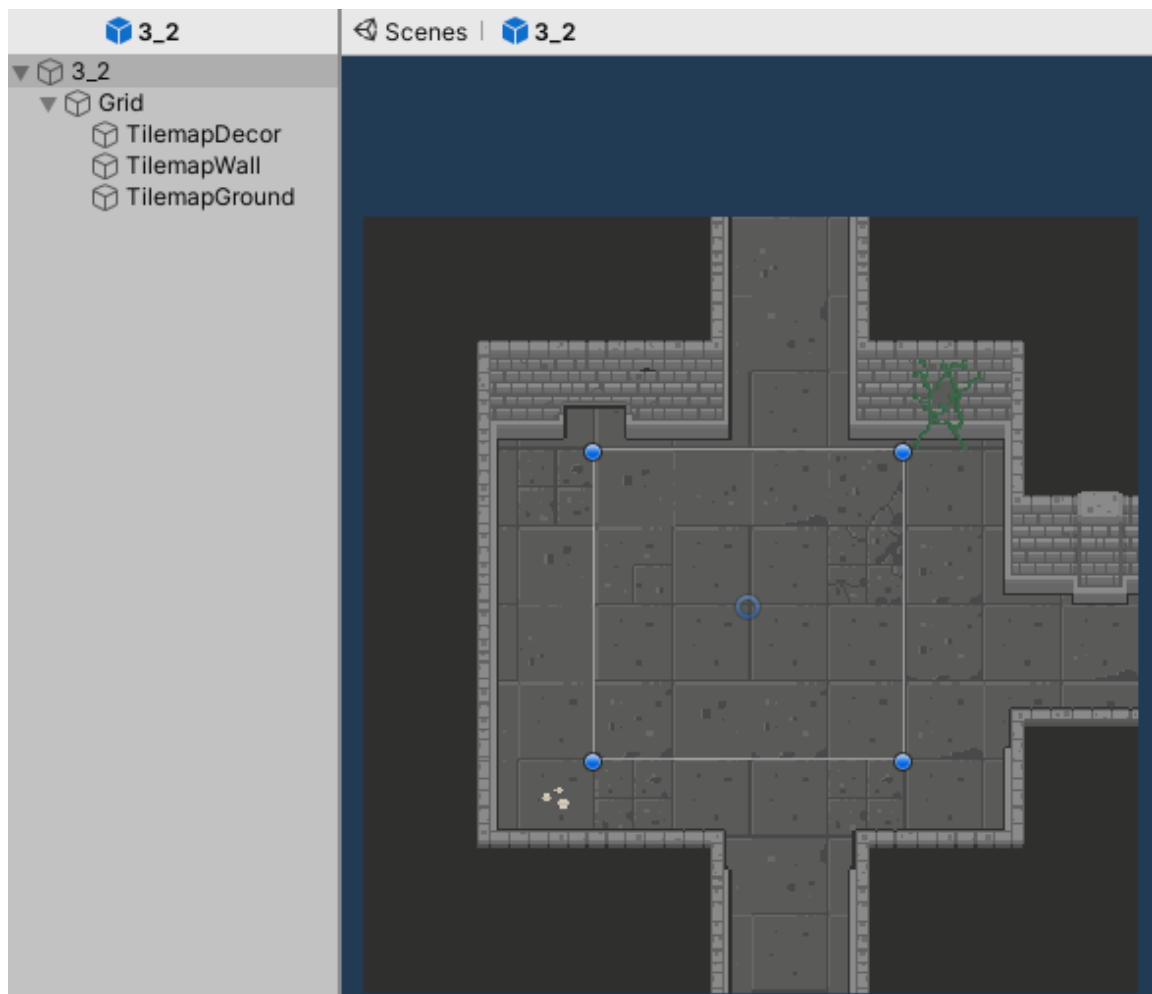 3_2
Scenes | 3_2
3_2
Grid
TilemapDecor
TilemapWall
TilemapGround